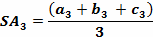 SA₃ = (a₃ + b₃ + c₃) / 3